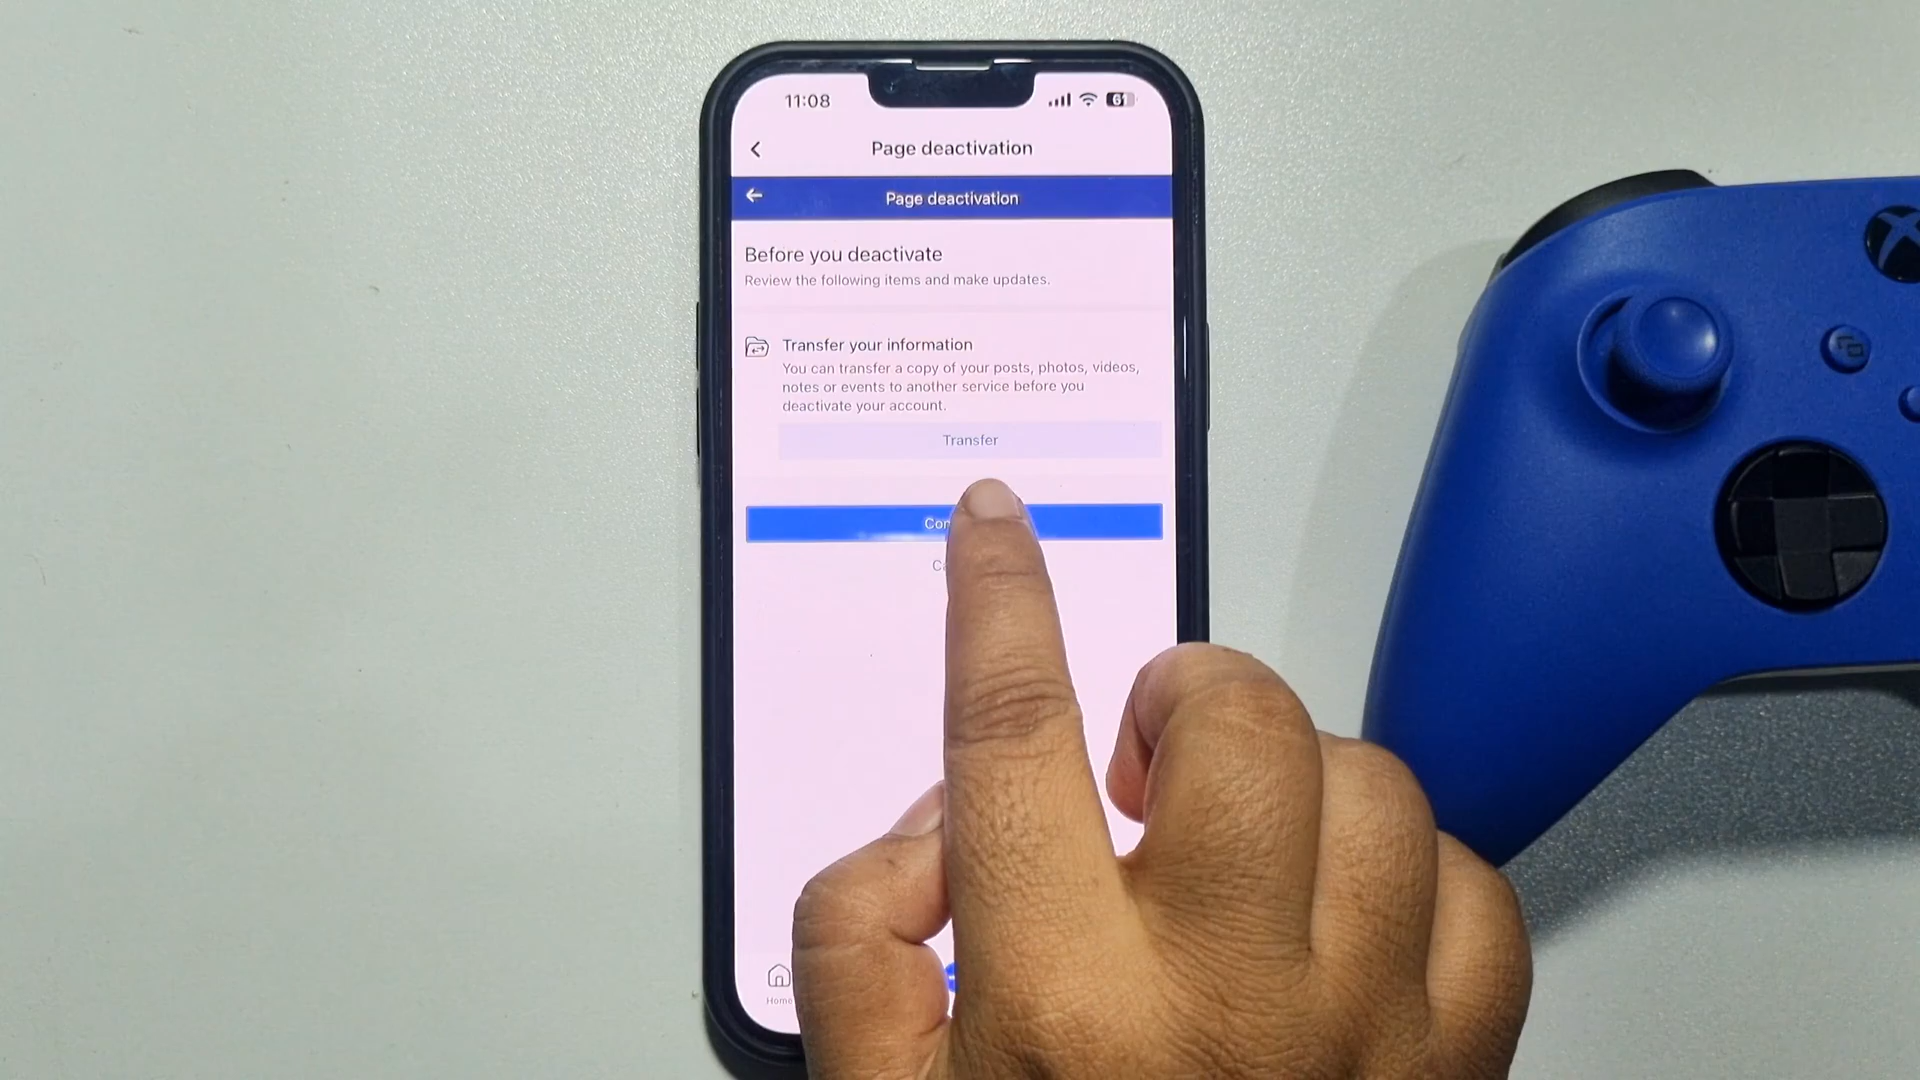 11:08
61
Page deactivation
Page deactivation
Before you deactivate
Review the following items and make updates.
Transfer your information
You can transfer a copy of your posts, photos, videos,
notes or events to another service before you
deactivate your account.
Transfer
Home